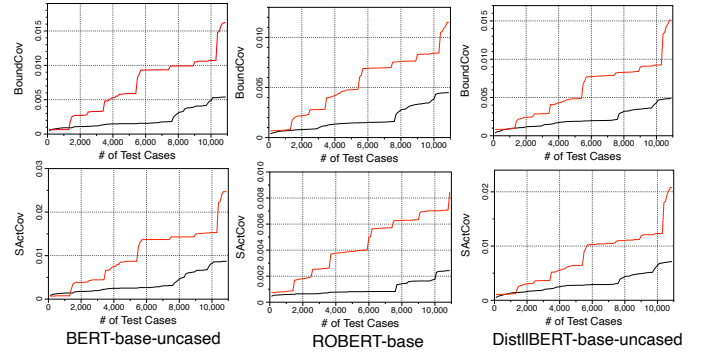 BoundCov
0 0.005 0.010 0.015
0 2,000 4,000 6,000 8,000 10,000
# of Test Cases
BoundCov
0 0.005 0.010
0 2,000 4,000 6,000 8,000 10,000
# of Test Cases
BoundCov
0 0.005 0.010 0.015
0 2,000 4,000 6,000 8,000 10,000
# of Test Cases
SActCov
0 0.01 0.02 0.03
0 2,000 4,000 6,000 8,000 10,000
# of Test Cases
SActCov
0 0.002 0.004 0.006 0.008 0.010
0 2,000 4,000 6,000 8,000 10,000
# of Test Cases
SActCov
0 0.01 0.02
0 2,000 4,000 6,000 8,000 10,000
# of Test Cases
BERT-base-uncased
ROBERT-base
DistllBERT-base-uncased